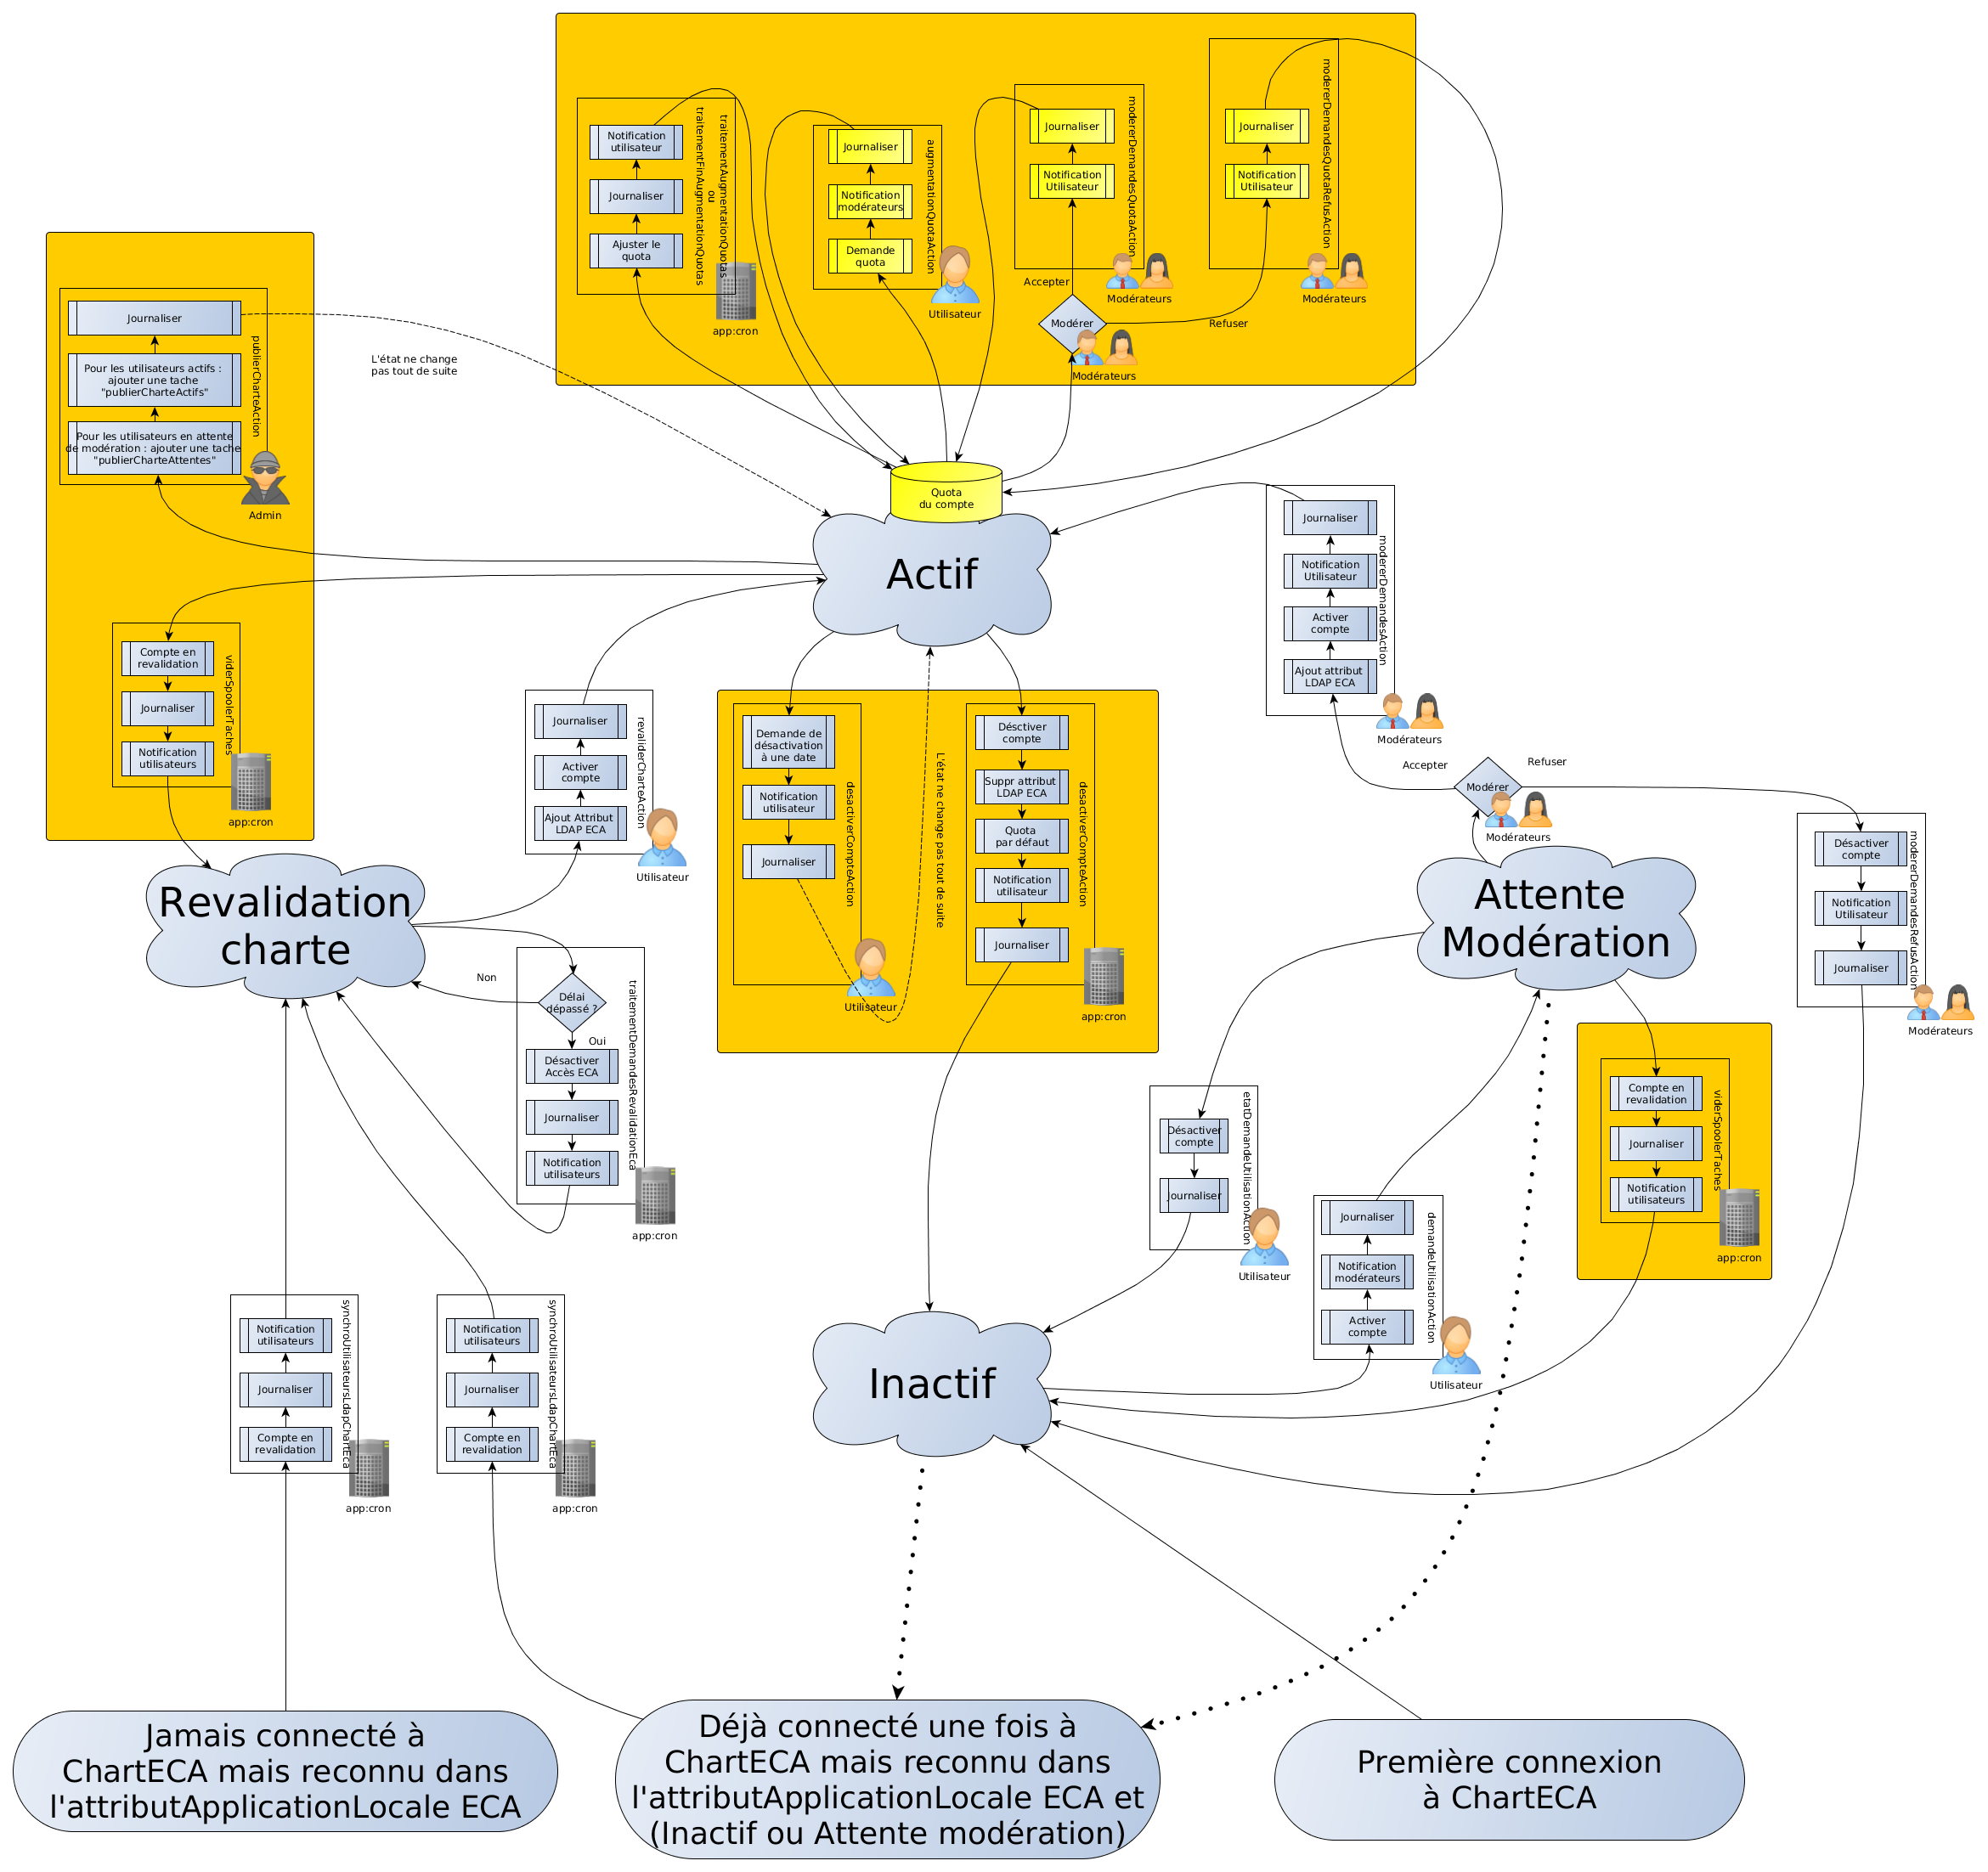 Notification
utilisateur
Journaliser
Ajuster le
quota
traitementAugmentationQuotas
ou
traitementFinAugmentationQuotas
app:cron
Journaliser
Notification
modérateurs
Demande
quota
augmentationQuotaAction
Utilisateur
Journaliser
Notification
Utilisateur
modererDemandesQuotaAction
Modérateurs
Accepter
Journaliser
Notification
Utilisateur
modererDemandesQuotaRefusAction
Modérateurs
Refuser
Modérer
Modérateurs
Journaliser
Pour les utilisateurs actifs :
ajouter une tache
"publierCharteActifs"
Pour les utilisateurs en attente
de modération : ajouter une tache
"publierCharteAttentes"
publierCharteAction
Admin
L'état ne change
pas tout de suite
Quota
du compte
Actif
Journaliser
Notification
Utilisateur
Activer
compte
Ajout attribut
LDAP ECA
modererDemandesAction
Modérateurs
Accepter
Refuser
Modérer
Modérateurs
Compte en
revalidation
Journaliser
Notification
utilisateurs
viderSpoolerTaches
app:cron
Journaliser
Activer
compte
Ajout Attribut
LDAP ECA
revaliderCharteAction
Utilisateur
Demande de
désactivation
à une date
Notification
utilisateur
Journaliser
desactiverCompteAction
Utilisateur
L'état ne change pas tout de suite
Désctiver
compte
Suppr attribut
LDAP ECA
Quota
par défaut
Notification
utilisateur
Journaliser
desactiverCompteAction
app:cron
Désactiver
compte
Notification
Utilisateur
Journaliser
modererDemandesRefusAction
Modérateurs
Revalidation
charte
Attente
Modération
Non
Délai
dépassé ?
Oui
Désactiver
Accès ECA
Journaliser
Notification
utilisateurs
traitementDemandesRevalidationEca
app:cron
Désactiver
compte
Journaliser
etatDemandeUtilisationAction
Utilisateur
Compte en
revalidation
Journaliser
Notification
utilisateurs
viderSpoolerTaches
app:cron
Journaliser
Notification
modérateurs
Activer
compte
demandeUtilisationAction
Utilisateur
Notification
utilisateurs
Journaliser
Compte en
revalidation
synchroUtilisateursLdapChartEca
app:cron
Notification
utilisateurs
Journaliser
Compte en
revalidation
synchroUtilisateursLdapChartEca
app:cron
Inactif
Jamais connecté à
ChartECA mais reconnu dans
l'attributApplicationLocale ECA
Déjà connecté une fois à
ChartECA mais reconnu dans
l'attributApplicationLocale ECA et
(Inactif ou Attente modération)
Première connexion
à ChartECA